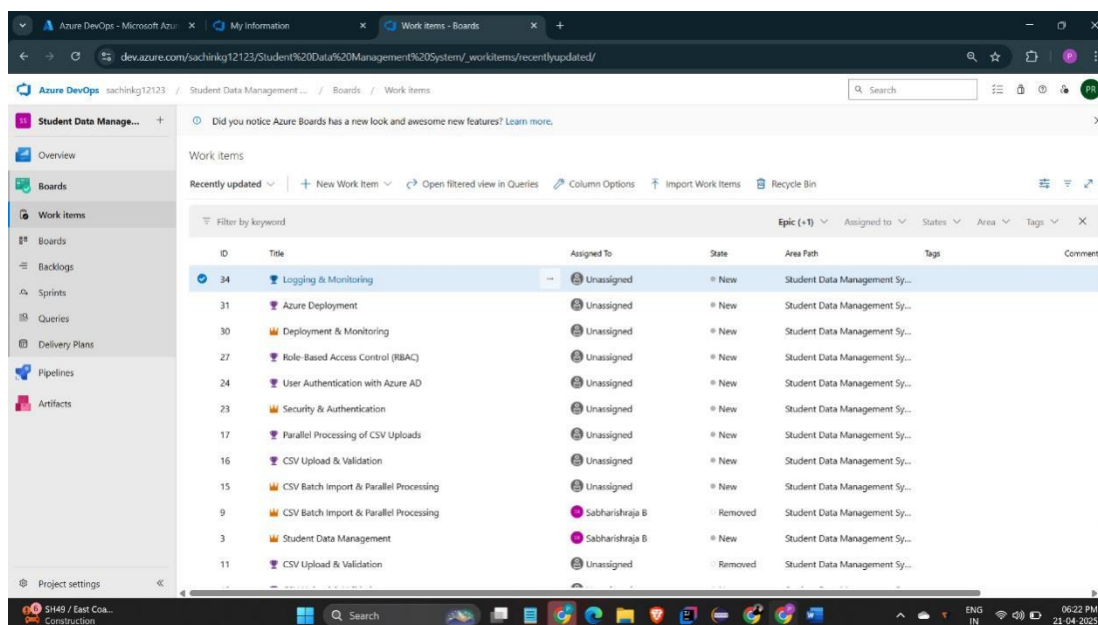 Azure DevOps - Microsoft Azur
My Information
Work items - Boards
dev.azure.com/sachinkg12123/Student%20Data%20Management%20System/_workitems/recentlyupdated/
Azure DevOps sachinkg12123 / Student Data Management ... / Boards / Work items
Search
PR
Student Data Manage... +
Did you notice Azure Boards has a new look and awesome new features? Learn more.
Overview
Work items
Boards
Recently updated
New Work Item
Open filtered view in Queries
Column Options
Import Work Items
Recycle Bin
Work items
Filter by keyword
Epic (+1)
Assigned to
States
Area
Tags
Boards
Backlogs
Sprints
Queries
Delivery Plans
Pipelines
Artifacts
ID Title Assigned To State Area Path Tags Comment
34 Logging & Monitoring ... Unassigned New Student Data Management Sy...
31 Azure Deployment Unassigned New Student Data Management Sy...
30 Deployment & Monitoring Unassigned New Student Data Management Sy...
27 Role-Based Access Control (RBAC) Unassigned New Student Data Management Sy...
24 User Authentication with Azure AD Unassigned New Student Data Management Sy...
23 Security & Authentication Unassigned New Student Data Management Sy...
17 Parallel Processing of CSV Uploads Unassigned New Student Data Management Sy...
16 CSV Upload & Validation Unassigned New Student Data Management Sy...
15 CSV Batch Import & Parallel Processing Unassigned New Student Data Management Sy...
9 CSV Batch Import & Parallel Processing Sabharishraja B Removed Student Data Management Sy...
3 Student Data Management Sabharishraja B New Student Data Management Sy...
11 CSV Upload & Validation Unassigned Removed Student Data Management Sy...
Project settings
SH49 / East Coa...
Construction
Search
ENG
IN
06:22 PM
21-04-2025